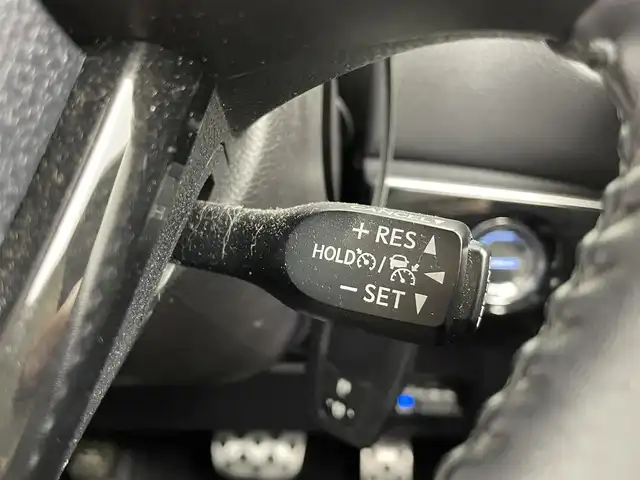 + RES ▲
HOLD / ◀
− SET ▼